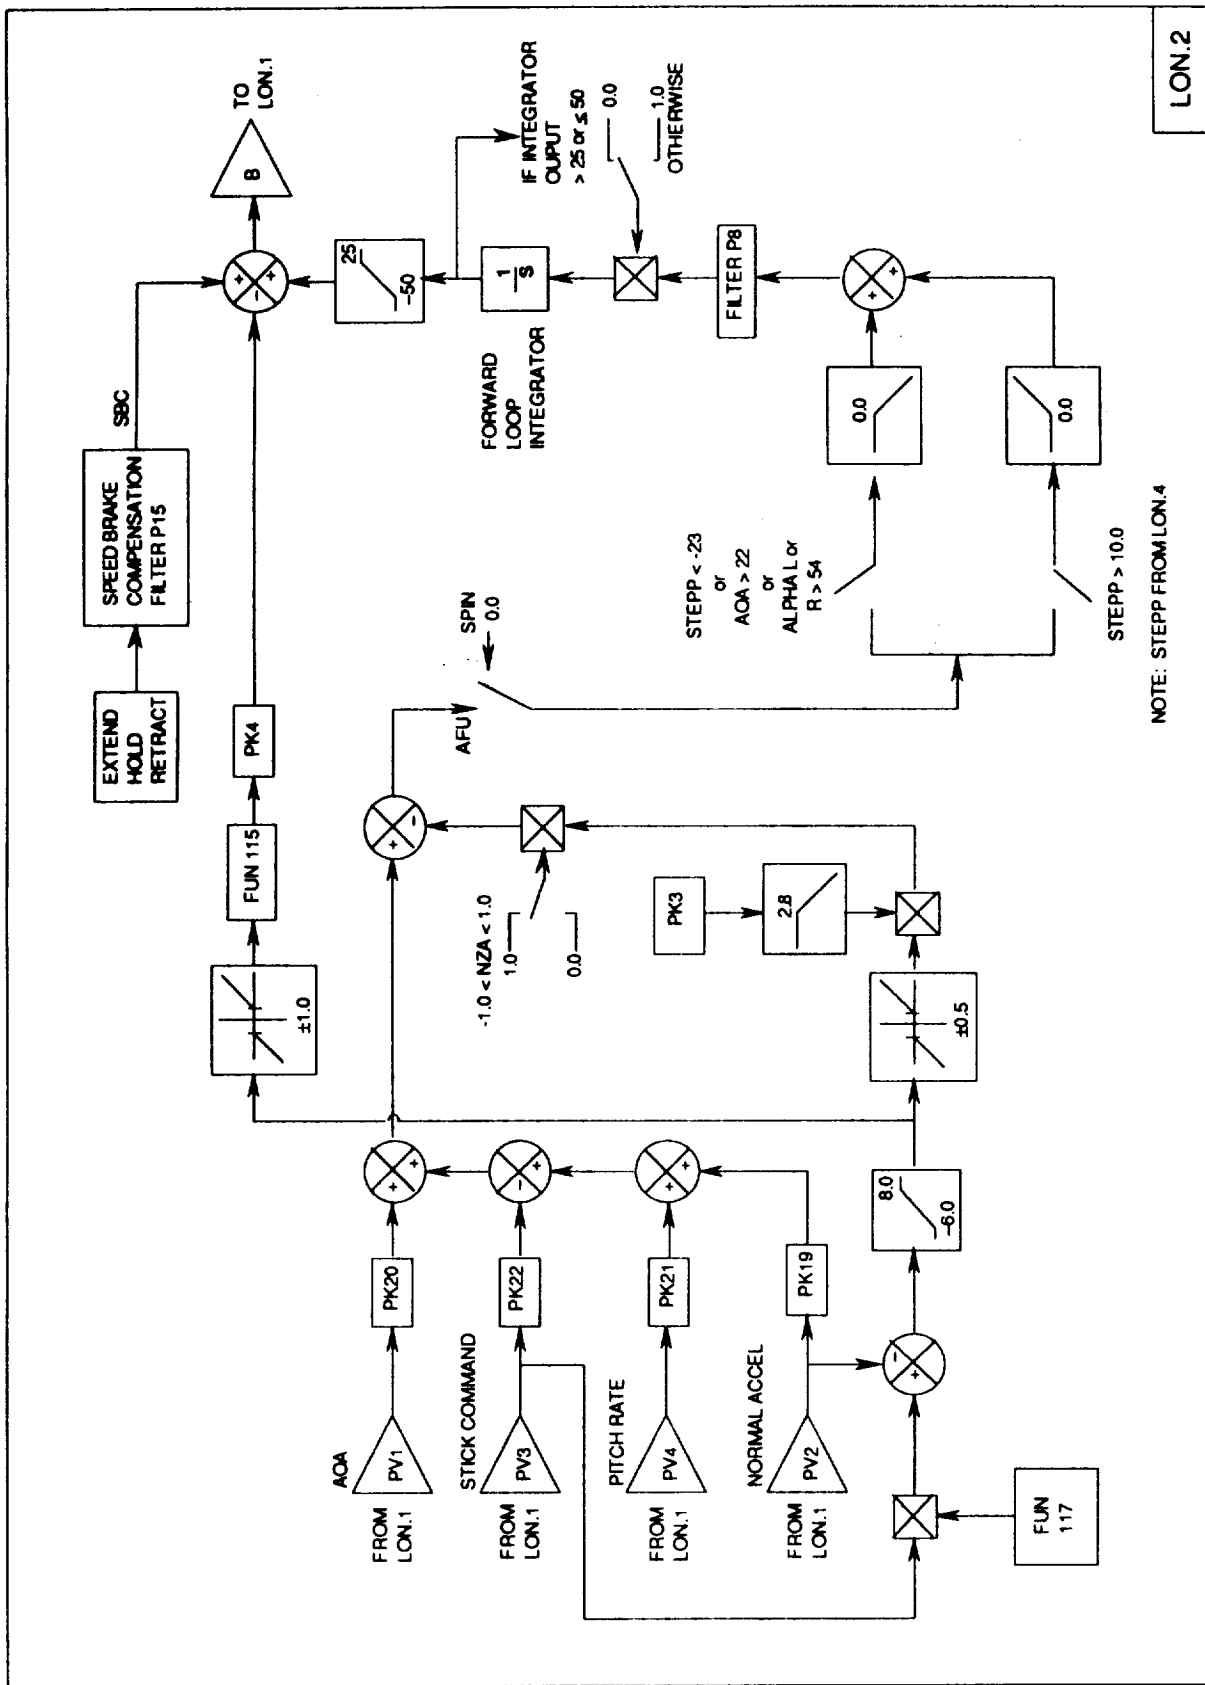 EXTEND
HOLD
RETRACT
SPEED BRAKE
COMPENSATION
FILTER P15
SBC
±1.0
FUN 115
PK4
+
-
+
B
TO
LON.1
25
-50
IF INTEGRATOR
OUPUT
> 25 or ≤ 50
0.0
1.0
OTHERWISE
FORWARD
LOOP
INTEGRATOR
1
S
FILTER P8
AOA
FROM
LON.1
PV1
PK20
+
+
+
-
AFU
SPIN
0.0
STICK COMMAND
FROM
LON.1
PV3
PK22
-
+
-1.0 < NZA < 1.0
1.0
0.0
PITCH RATE
FROM
LON.1
PV4
PK21
+
+
PK3
2.8
STEPP < -23
or
AOA > 22
or
ALPHA L or
R > 54
0.0
+
+
NORMAL ACCEL
FROM
LON.1
PV2
PK19
-
+
8.0
-6.0
±0.5
STEPP > 10.0
0.0
FUN
117
NOTE: STEPP FROM LON.4
LON.2